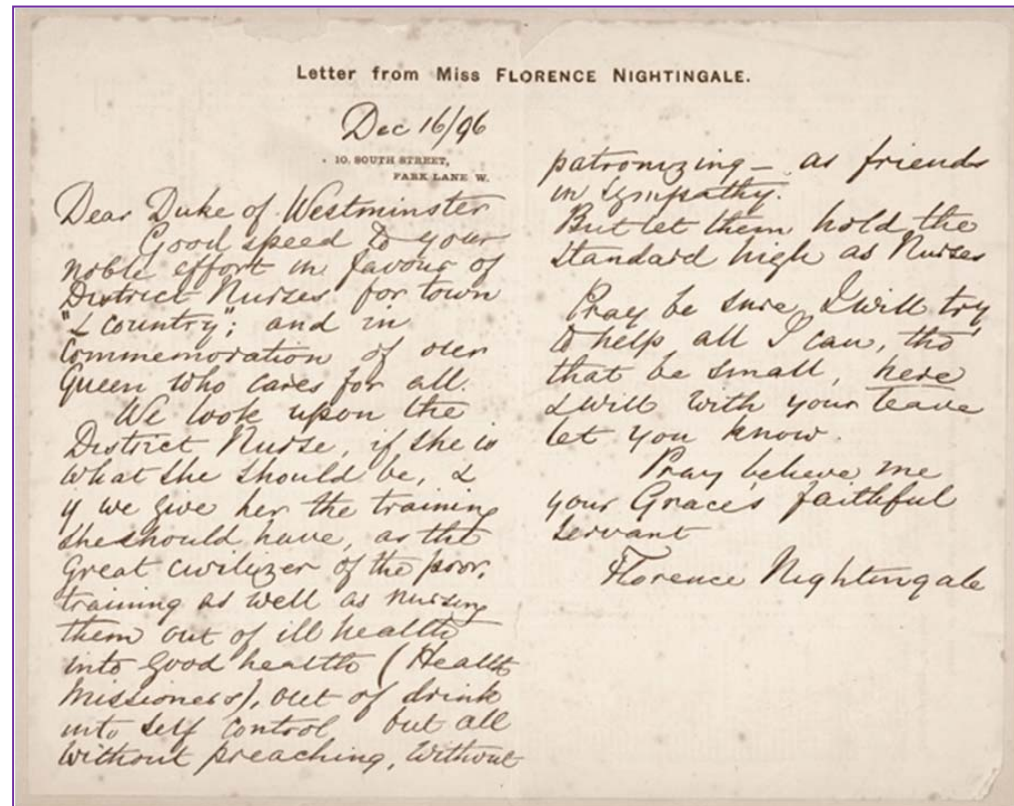 Letter from Miss FLORENCE NIGHTINGALE.
Dec 16/96
10. SOUTH STREET,
PARK LANE W.
Dear Duke of Westminster
Good speed to your
noble effort in favour of
District Nurses for town
"& country"; and in
Commemoration of our
Queen who cares for all.
We look upon the
District Nurse, if she is
what she should be, &
if we give her the training
she should have, as the
great civilizer of the poor,
training as well as nursing
them out of ill health
into good health (Health
Missioners), out of drink
into self control but all
without preaching, without
patronizing - as friends
in sympathy.
But let them hold the
standard high as Nurses
Pray be sure I will try
to help all I can, tho'
that be small, here
& will with your leave
let you know.
Pray believe me
your Grace's faithful
servant
Florence Nightingale